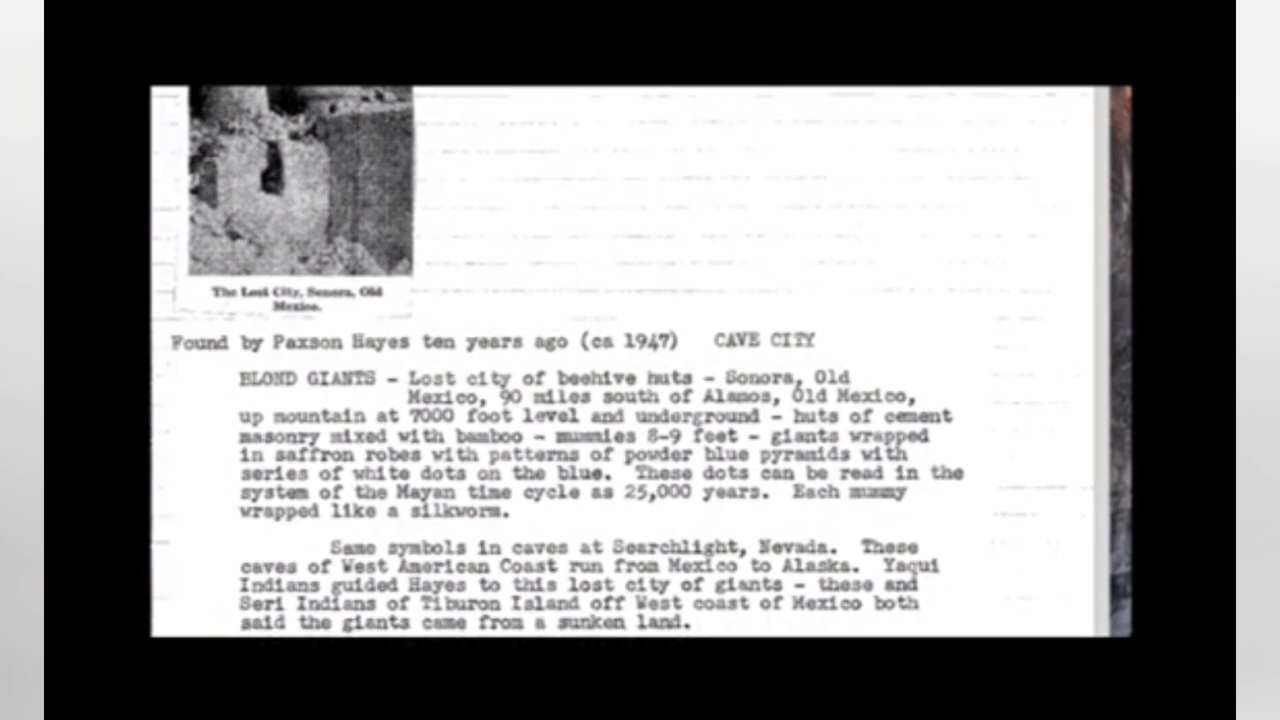 The Lost City, Sonora, Old
Mexico.
Found by Paxson Hayes ten years ago (ca 1947) CAVE CITY
BLOND GIANTS - Lost city of beehive huts - Sonora, Old
Mexico, 90 miles south of Alamos, Old Mexico,
up mountain at 7000 foot level and underground - huts of cement
masonry mixed with bamboo - mummies 8-9 feet - giants wrapped
in saffron robes with patterns of powder blue pyramids with
series of white dots on the blue. These dots can be read in the
system of the Mayan time cycle as 25,000 years. Each mummy
wrapped like a silkworm.
Same symbols in caves at Searchlight, Nevada. These
caves of West American Coast run from Mexico to Alaska. Yaqui
Indians guided Hayes to this lost city of giants - these and
Seri Indians of Tiburon Island off West coast of Mexico both
said the giants came from a sunken land.